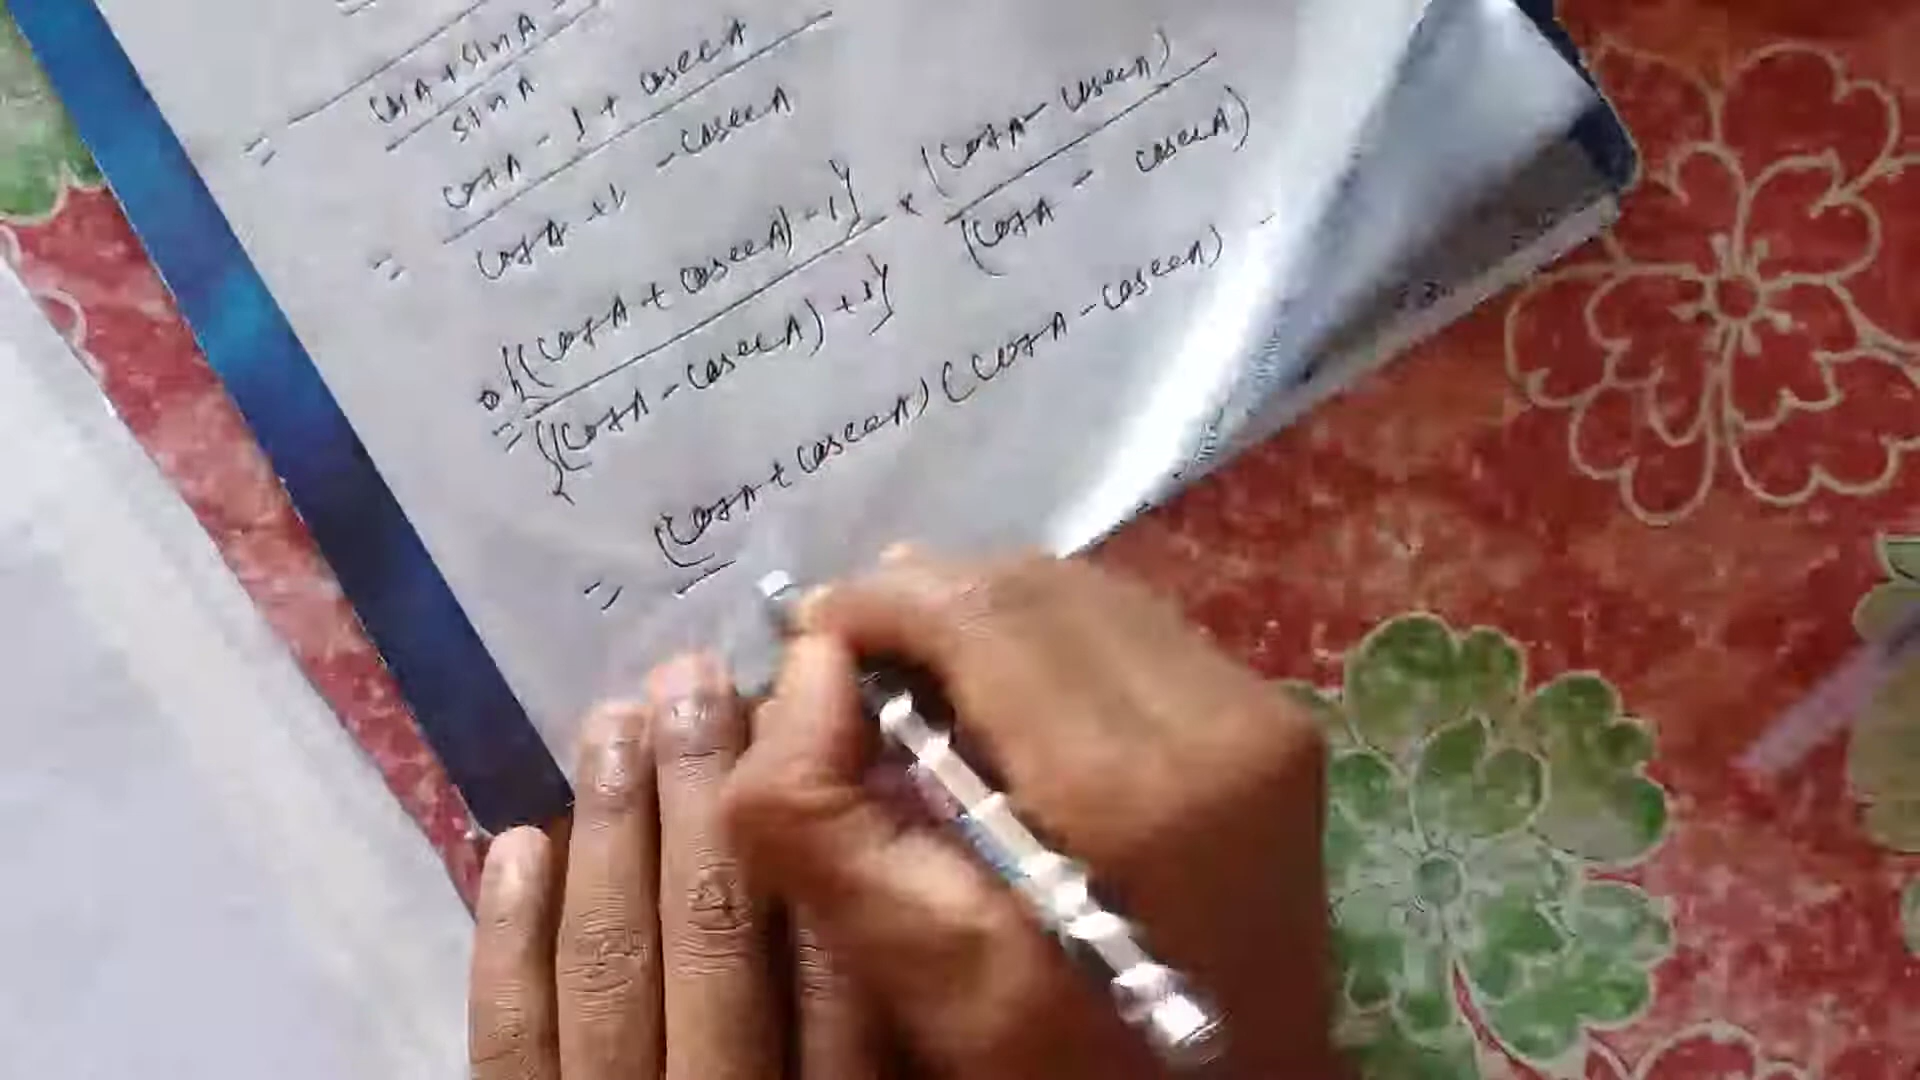 cosA + sinA
sinA
= cotA - 1 + cosecA
cotA + 1 - cosecA
= {(cotA + cosecA) - 1} × (cotA - cosecA)
{(cotA - cosecA) + 1} (cotA - cosecA)
= (cotA + cosecA) (cotA - cosecA) -